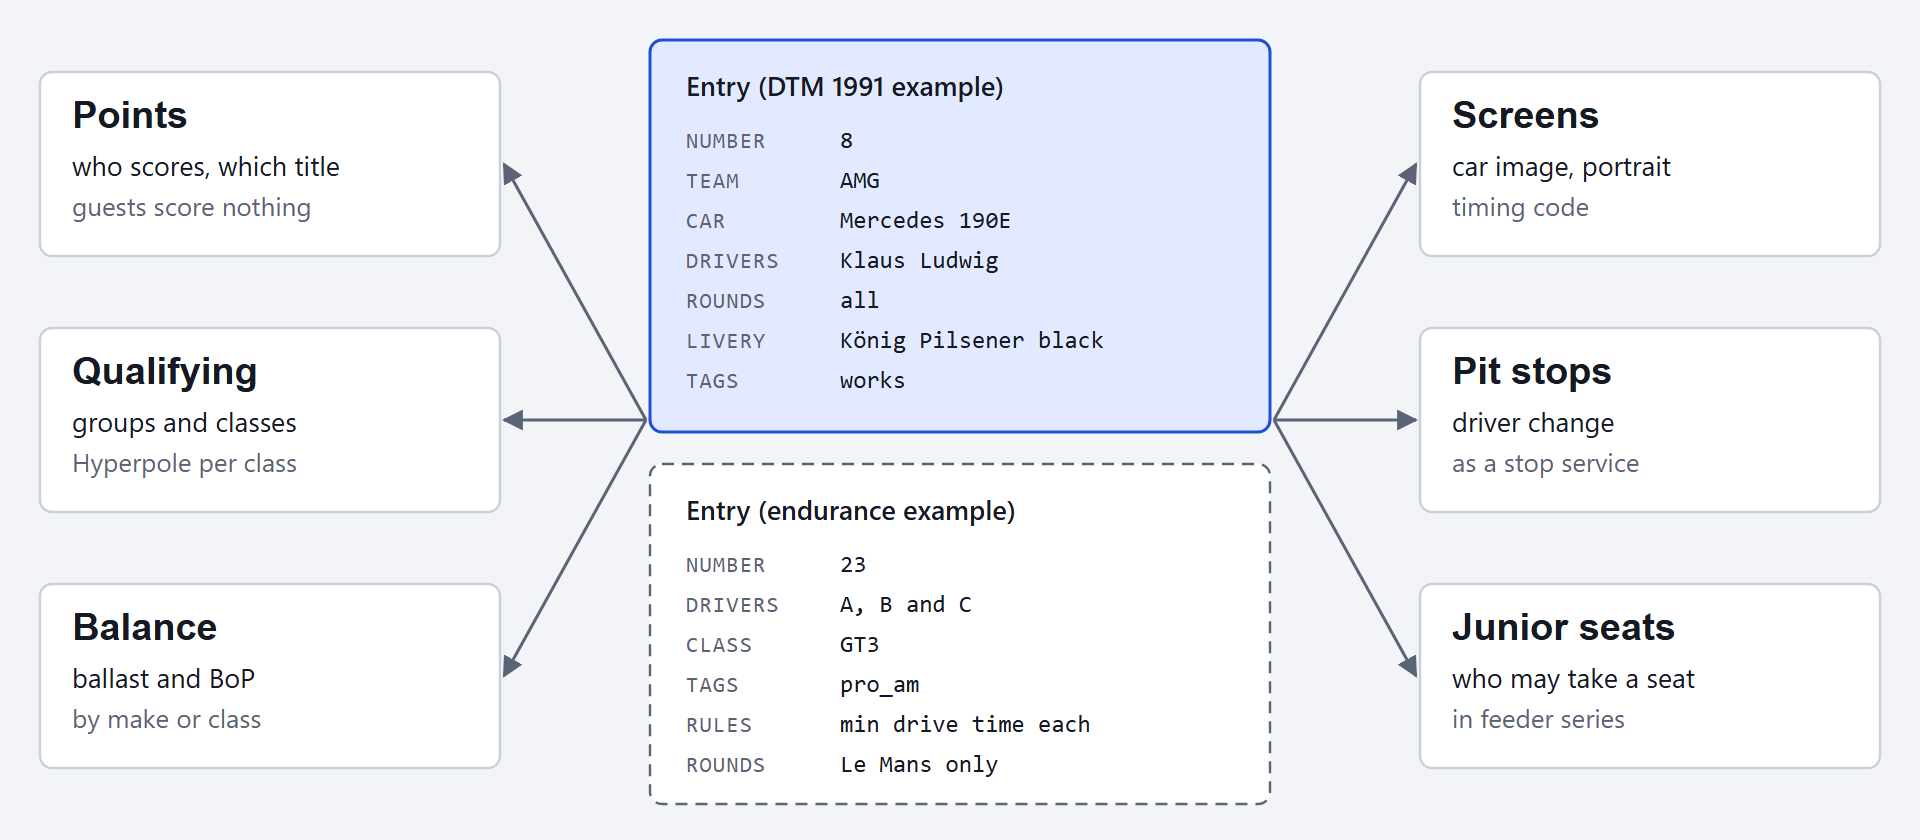 Points
who scores, which title
guests score nothing
Qualifying
groups and classes
Hyperpole per class
Balance
ballast and BoP
by make or class
Entry (DTM 1991 example)
NUMBER 8
TEAM AMG
CAR Mercedes 190E
DRIVERS Klaus Ludwig
ROUNDS all
LIVERY König Pilsener black
TAGS works
Entry (endurance example)
NUMBER 23
DRIVERS A, B and C
CLASS GT3
TAGS pro_am
RULES min drive time each
ROUNDS Le Mans only
Screens
car image, portrait
timing code
Pit stops
driver change
as a stop service
Junior seats
who may take a seat
in feeder series